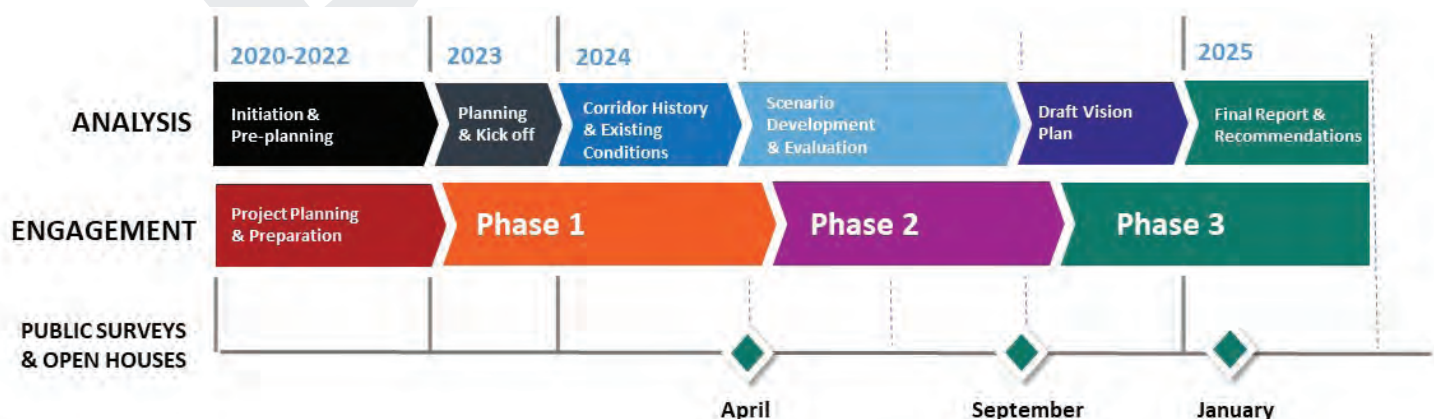 2020-2022
2023
2024
2025
ANALYSIS
Initiation &
Pre-planning
Planning
& Kick off
Corridor History
& Existing
Conditions
Scenario
Development
& Evaluation
Draft Vision
Plan
Final Report &
Recommendations
ENGAGEMENT
Project Planning
& Preparation
Phase 1
Phase 2
Phase 3
PUBLIC SURVEYS
& OPEN HOUSES
April
September
January